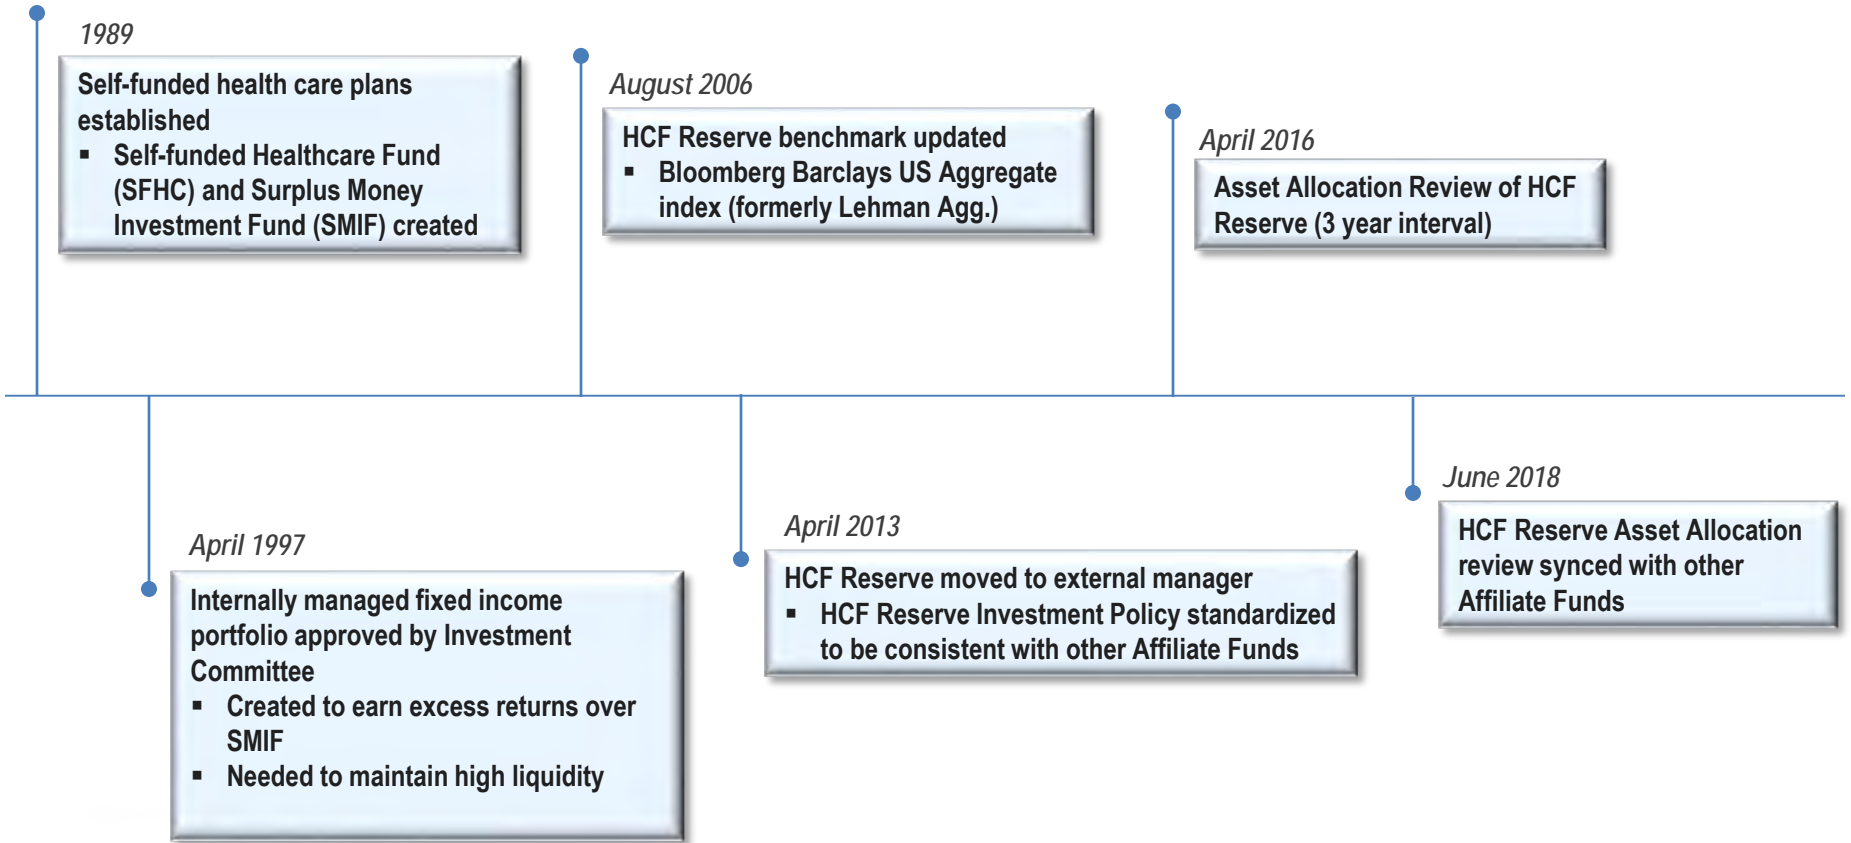 1989
Self-funded health care plans
established
▪ Self-funded Healthcare Fund
(SFHC) and Surplus Money
Investment Fund (SMIF) created
August 2006
HCF Reserve benchmark updated
▪ Bloomberg Barclays US Aggregate
index (formerly Lehman Agg.)
April 2016
Asset Allocation Review of HCF
Reserve (3 year interval)
April 1997
Internally managed fixed income
portfolio approved by Investment
Committee
▪ Created to earn excess returns over
SMIF
▪ Needed to maintain high liquidity
April 2013
HCF Reserve moved to external manager
▪ HCF Reserve Investment Policy standardized
to be consistent with other Affiliate Funds
June 2018
HCF Reserve Asset Allocation
review synced with other
Affiliate Funds